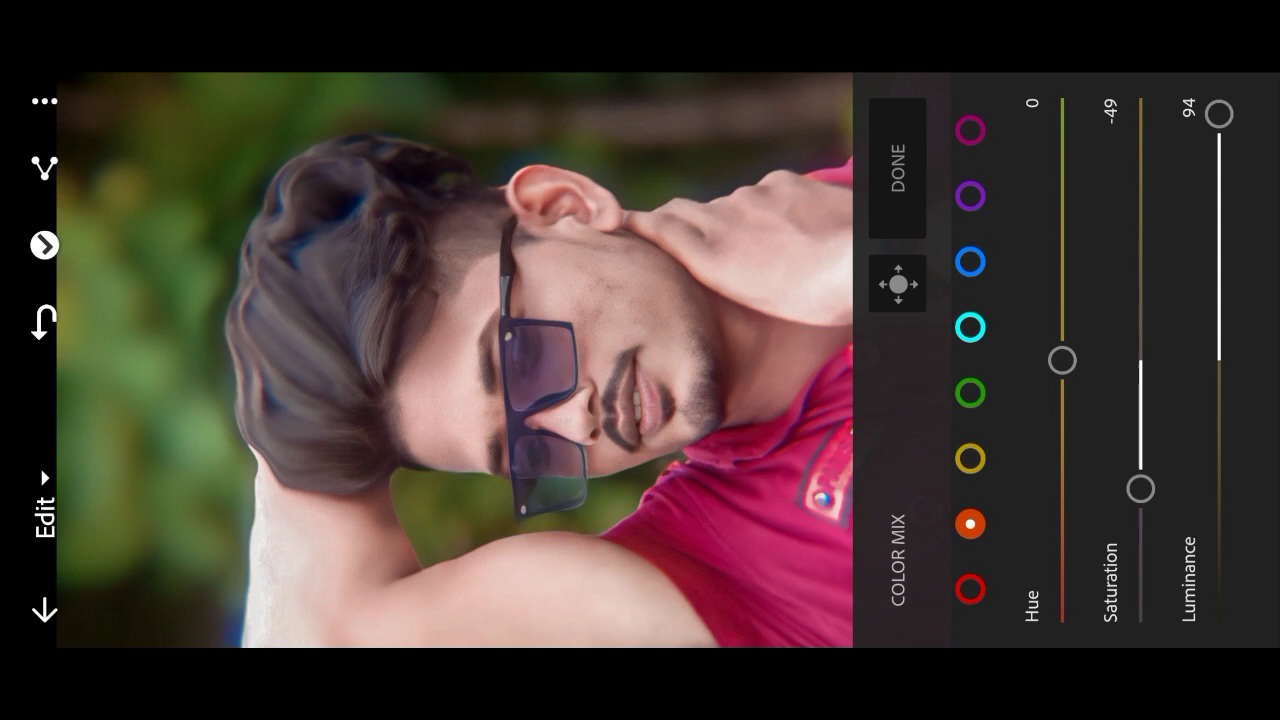 Edit
COLOR MIX
DONE
Hue
0
Saturation
-49
Luminance
94